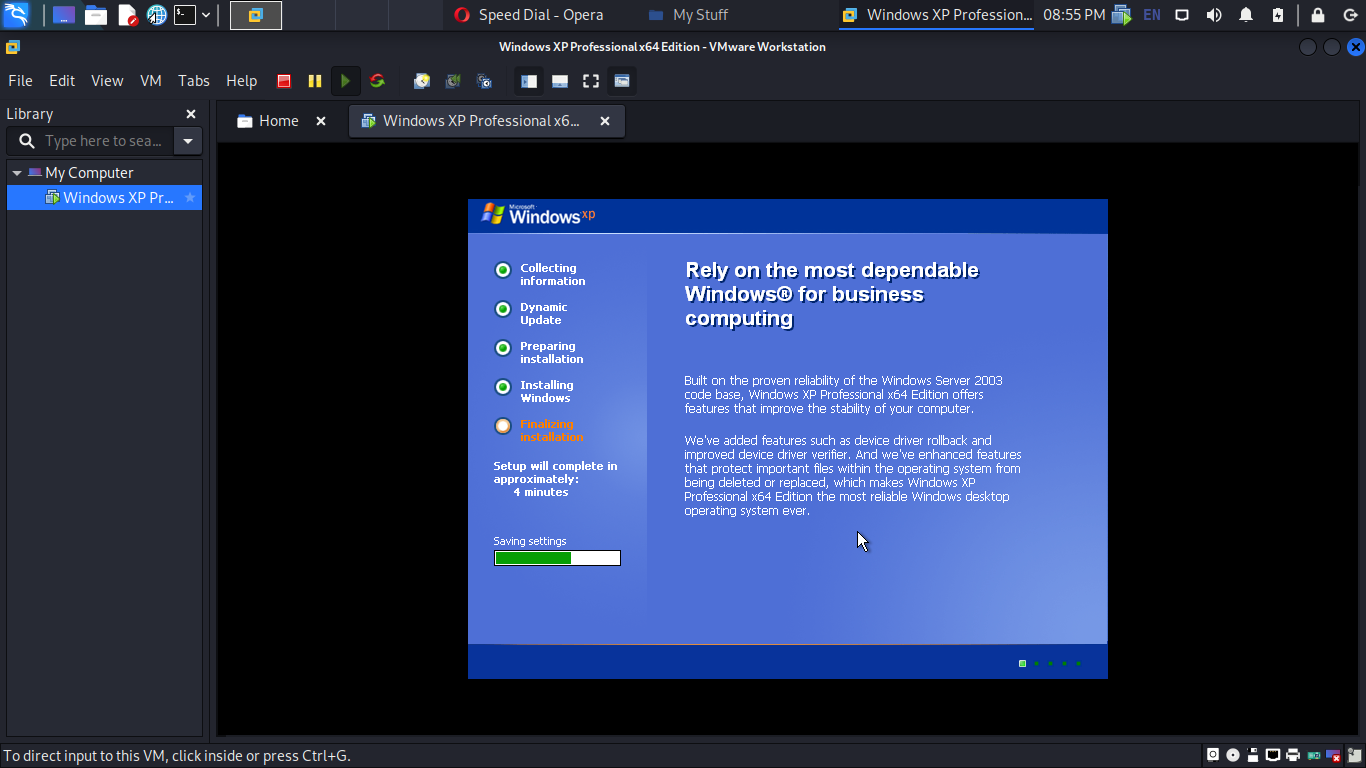 Speed Dial - Opera
My Stuff
Windows XP Profession...
08:55 PM
EN
Windows XP Professional x64 Edition - VMware Workstation
File Edit View VM Tabs Help
Library
Home
Windows XP Professional x6...
Type here to sea...
My Computer
Windows XP Pr...
Microsoft
Windows xp
Collecting
information
Dynamic
Update
Preparing
installation
Installing
Windows
Finalizing
installation
Setup will complete in
approximately:
4 minutes
Saving settings
Rely on the most dependable
Windows® for business
computing
Built on the proven reliability of the Windows Server 2003
code base, Windows XP Professional x64 Edition offers
features that improve the stability of your computer.
We've added features such as device driver rollback and
improved device driver verifier. And we've enhanced features
that protect important files within the operating system from
being deleted or replaced, which makes Windows XP
Professional x64 Edition the most reliable Windows desktop
operating system ever.
To direct input to this VM, click inside or press Ctrl+G.